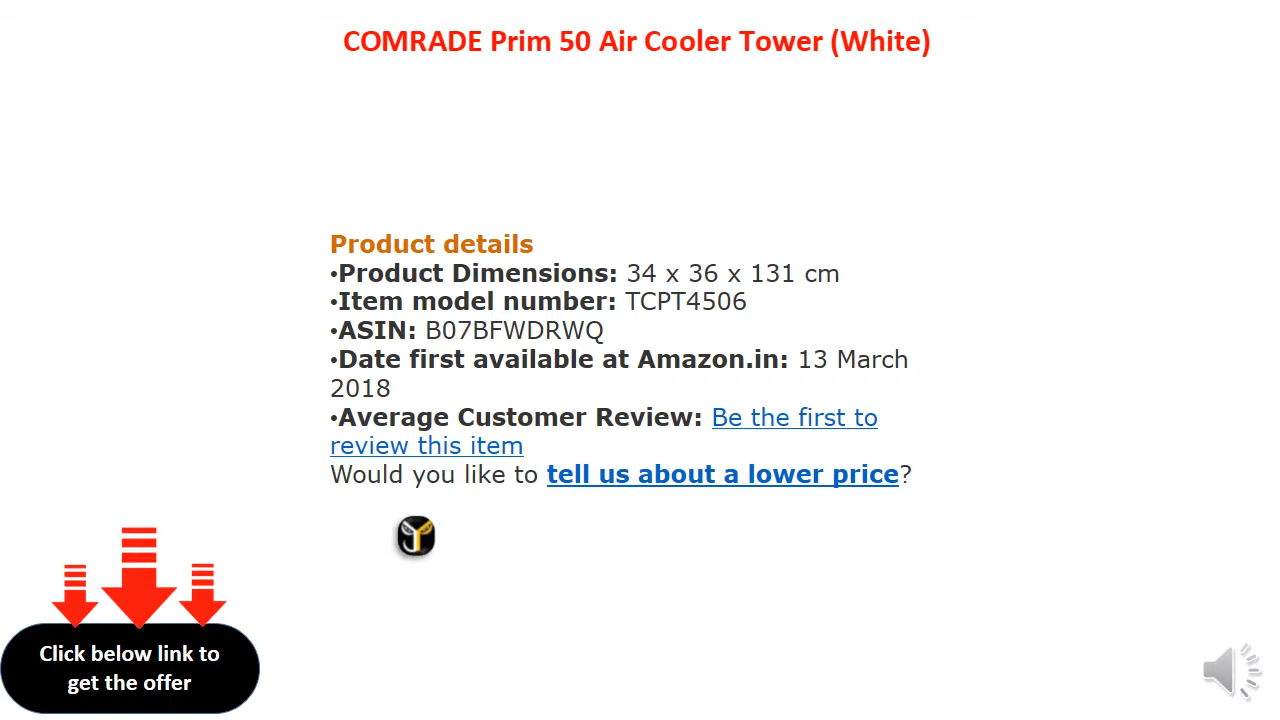 COMRADE Prim 50 Air Cooler Tower (White)
Product details
•Product Dimensions: 34 x 36 x 131 cm
•Item model number: TCPT4506
•ASIN: B07BFWDRWQ
•Date first available at Amazon.in: 13 March
2018
•Average Customer Review: Be the first to
review this item
Would you like to tell us about a lower price?
Click below link to
get the offer